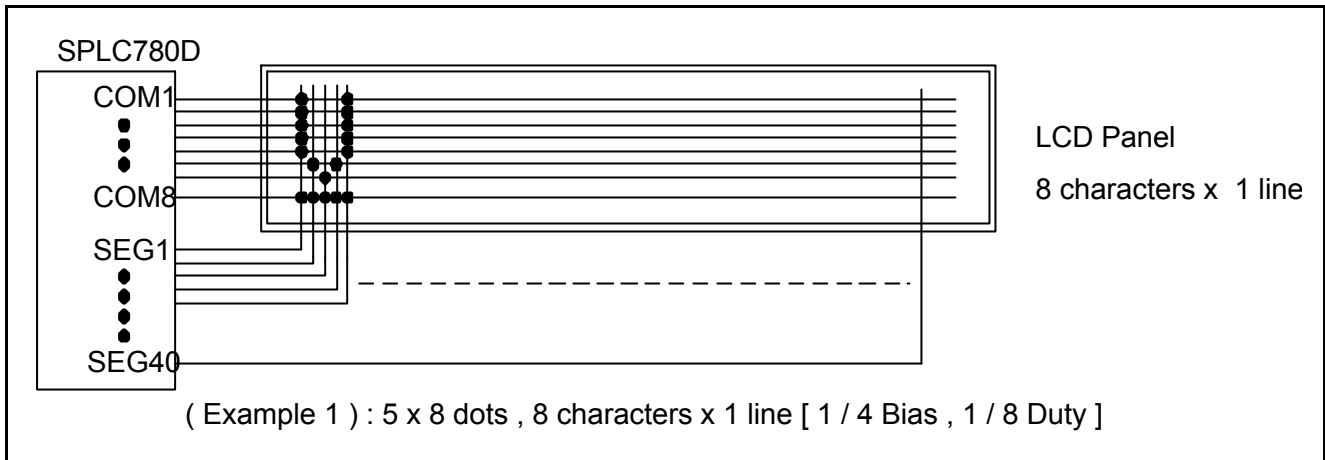 SPLC780D
COM1
COM8
SEG1
SEG40
LCD Panel
8 characters x 1 line
( Example 1 ) : 5 x 8 dots , 8 characters x 1 line [ 1 / 4 Bias , 1 / 8 Duty ]